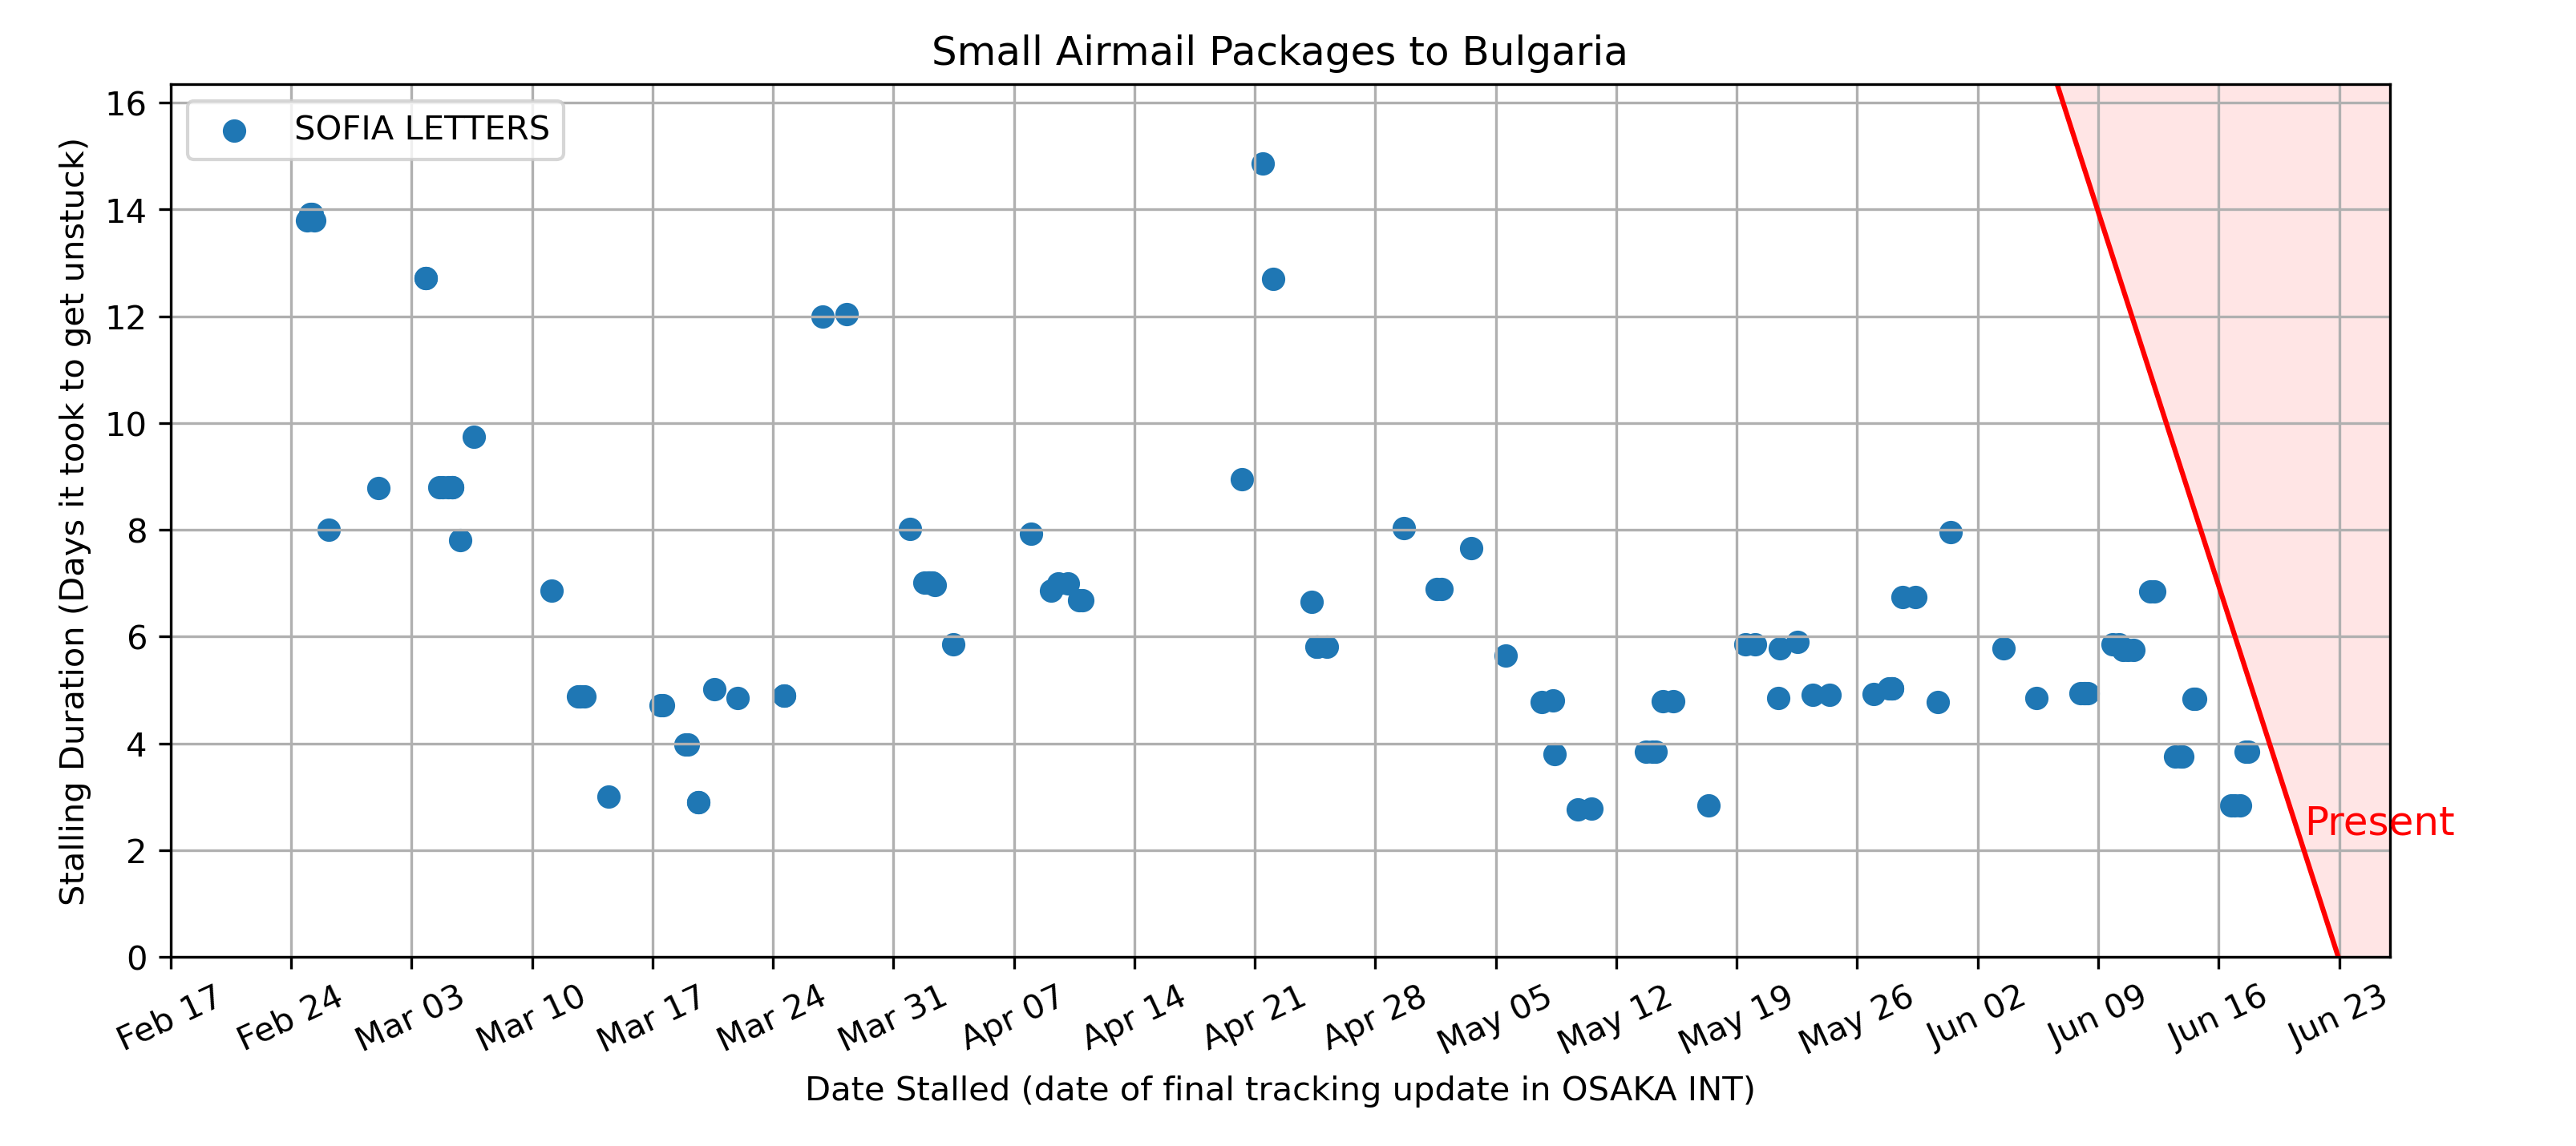 Small Airmail Packages to Bulgaria
SOFIA LETTERS
Stalling Duration (Days it took to get unstuck)
16
14
12
10
8
6
4
2
0
Present
Feb 17
Feb 24
Mar 03
Mar 10
Mar 17
Mar 24
Mar 31
Apr 07
Apr 14
Apr 21
Apr 28
May 05
May 12
May 19
May 26
Jun 02
Jun 09
Jun 16
Jun 23
Date Stalled (date of final tracking update in OSAKA INT)